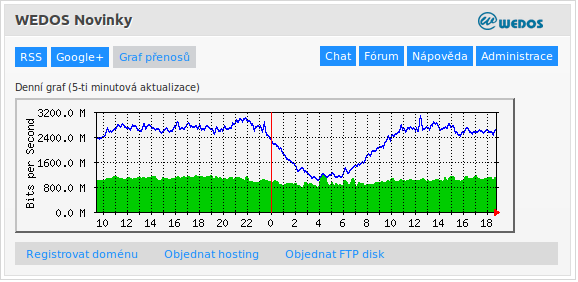 WEDOS Novinky
WEDOS
RSS Google+ Graf přenosů Chat Fórum Nápověda Administrace
Denní graf (5-ti minutová aktualizace)
Bits per Second
3200.0 M
2400.0 M
1600.0 M
800.0 M
0.0 M
10 12 14 16 18 20 22 0 2 4 6 8 10 12 14 16 18
Registrovat doménu Objednat hosting Objednat FTP disk